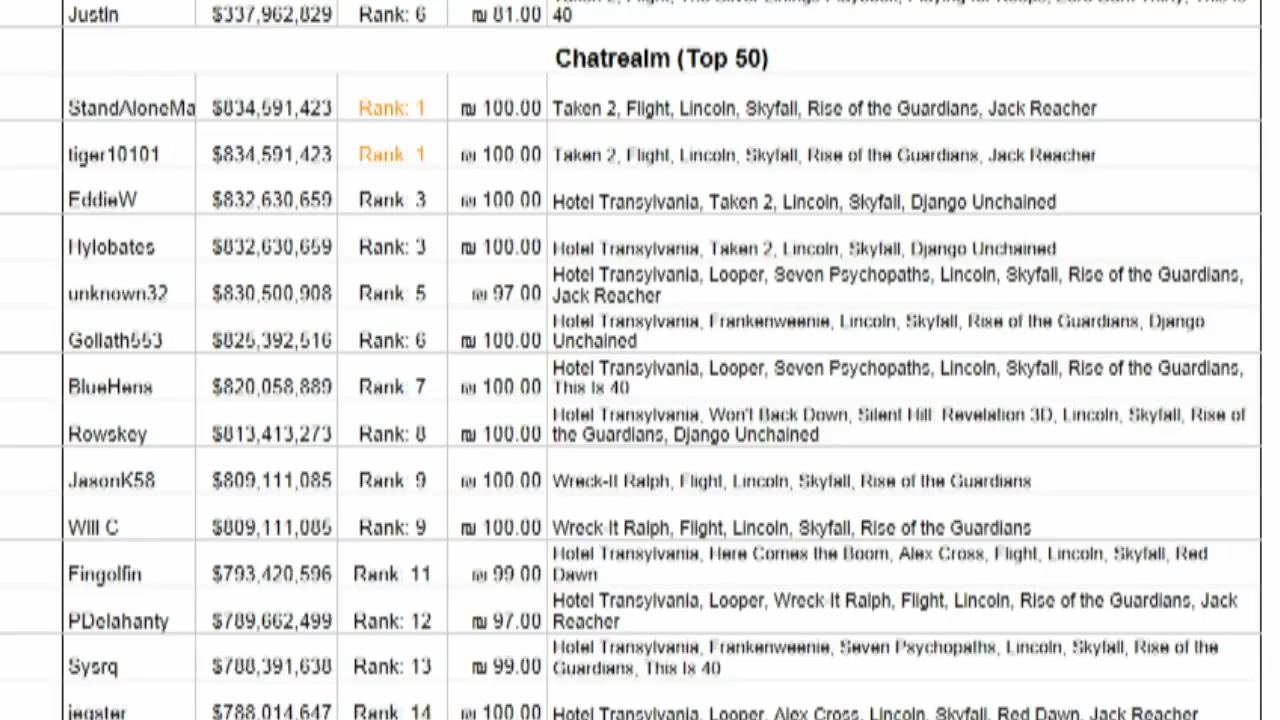 Justin $337,962,829 Rank: 6 ₪ 81.00
40
Chatrealm (Top 50)
StandAloneMa $834,591,423 Rank: 1 ₪ 100.00 Taken 2, Flight, Lincoln, Skyfall, Rise of the Guardians, Jack Reacher
tiger10101 $834,591,423 Rank: 1 ₪ 100.00 Taken 2, Flight, Lincoln, Skyfall, Rise of the Guardians, Jack Reacher
EddieW $832,630,659 Rank: 3 ₪ 100.00 Hotel Transylvania, Taken 2, Lincoln, Skyfall, Django Unchained
Hylobates $832,630,659 Rank: 3 ₪ 100.00 Hotel Transylvania, Taken 2, Lincoln, Skyfall, Django Unchained
Hotel Transylvania, Looper, Seven Psychopaths, Lincoln, Skyfall, Rise of the Guardians,
unknown32 $830,500,908 Rank: 5 ₪ 97.00 Jack Reacher
Hotel Transylvania, Frankenweenie, Lincoln, Skyfall, Rise of the Guardians, Django
Goliath553 $825,392,516 Rank: 6 ₪ 100.00 Unchained
Hotel Transylvania, Looper, Seven Psychopaths, Lincoln, Skyfall, Rise of the Guardians,
BlueHens $820,058,889 Rank: 7 ₪ 100.00 This Is 40
Hotel Transylvania, Won't Back Down, Silent Hill: Revelation 3D, Lincoln, Skyfall, Rise of
Rowskey $813,413,273 Rank: 8 ₪ 100.00 the Guardians, Django Unchained
JasonK58 $809,111,085 Rank: 9 ₪ 100.00 Wreck-It Ralph, Flight, Lincoln, Skyfall, Rise of the Guardians
Will C $809,111,085 Rank: 9 ₪ 100.00 Wreck-It Ralph, Flight, Lincoln, Skyfall, Rise of the Guardians
Hotel Transylvania, Here Comes the Boom, Alex Cross, Flight, Lincoln, Skyfall, Red
Fingolfin $793,420,596 Rank: 11 ₪ 99.00 Dawn
Hotel Transylvania, Looper, Wreck-It Ralph, Flight, Lincoln, Rise of the Guardians, Jack
PDelahanty $789,662,499 Rank: 12 ₪ 97.00 Reacher
Hotel Transylvania, Frankenweenie, Seven Psychopaths, Lincoln, Skyfall, Rise of the
Sysrq $788,391,638 Rank: 13 ₪ 99.00 Guardians, This Is 40
jegster $788,014,647 Rank: 14 ₪ 100.00 Hotel Transylvania, Looper, Alex Cross, Lincoln, Skyfall, Red Dawn, Jack Reacher